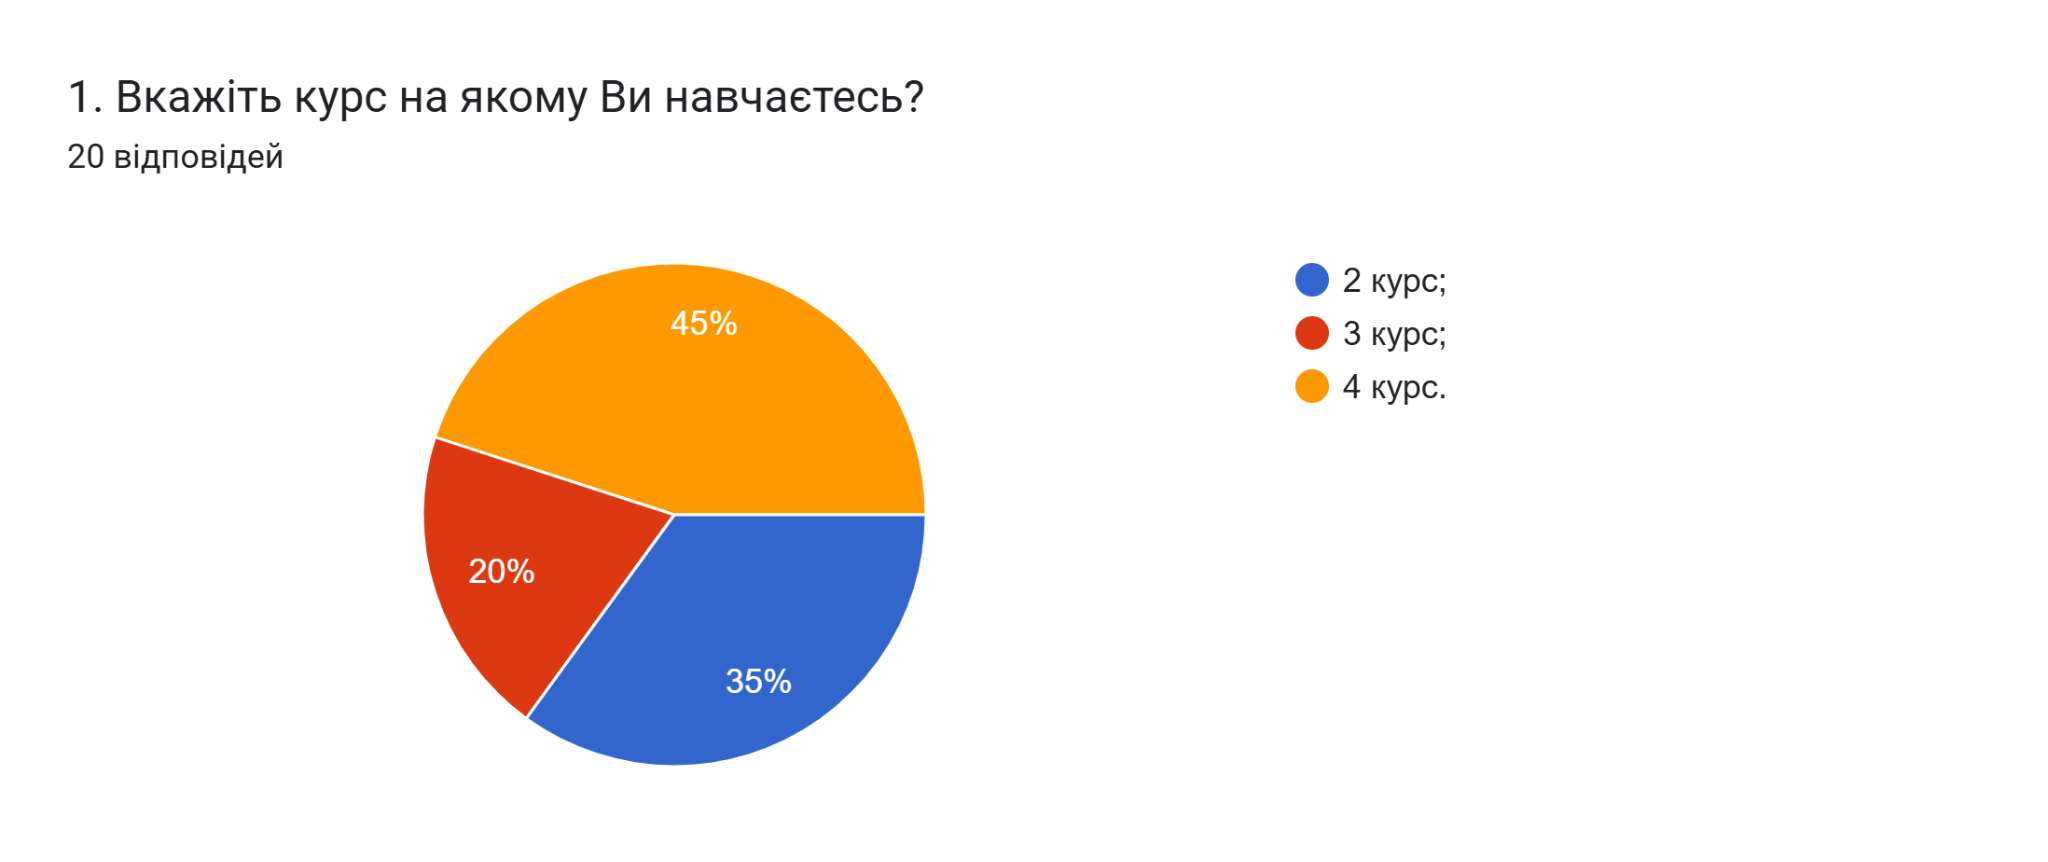 1. Вкажіть курс на якому Ви навчаєтесь?
20 відповідей
45%
20%
35%
2 курс;
3 курс;
4 курс.